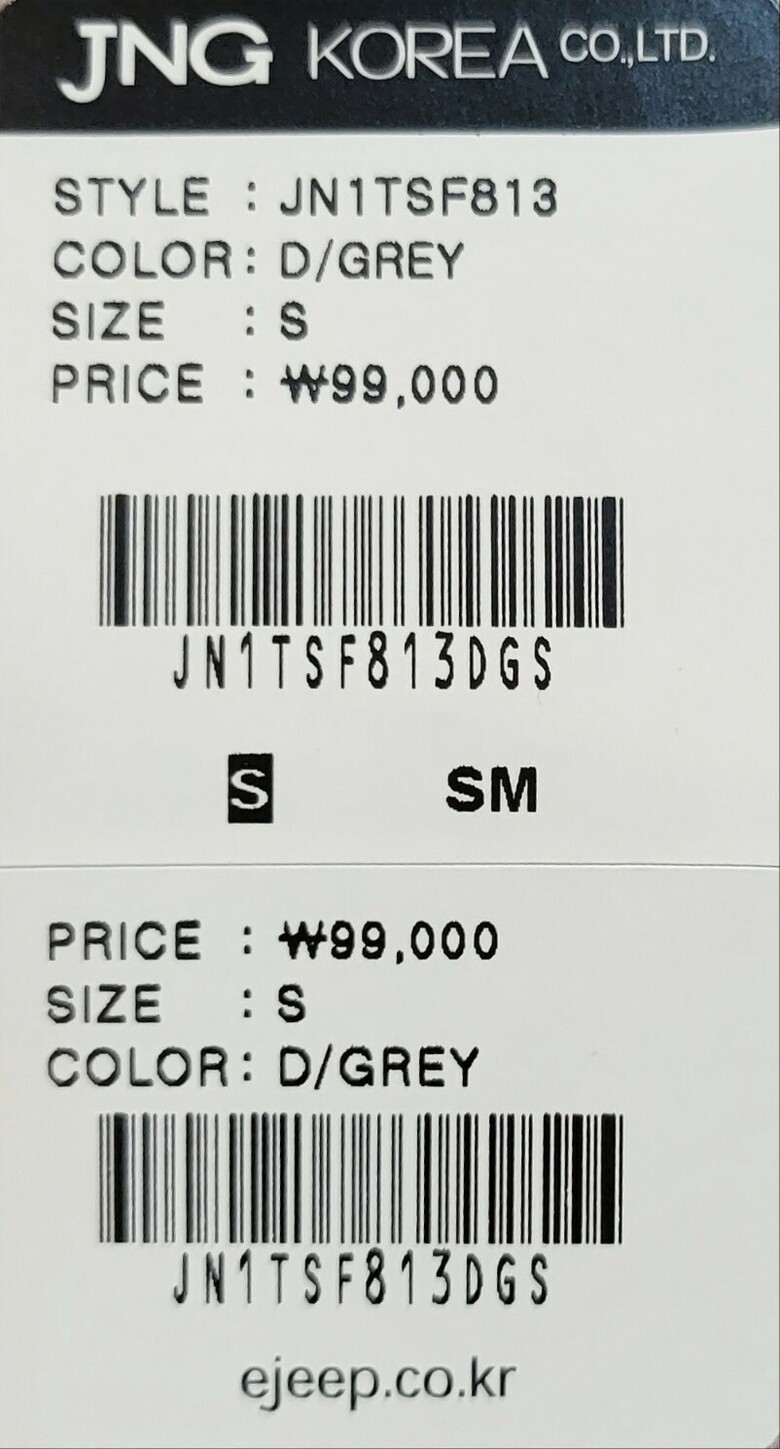 JNG KOREA CO.,LTD.
STYLE : JN1TSF813
COLOR: D/GREY
SIZE : S
PRICE : ₩99,000
JN1TSF813DGS
S SM
PRICE : ₩99,000
SIZE : S
COLOR: D/GREY
JN1TSF813DGS
ejeep.co.kr